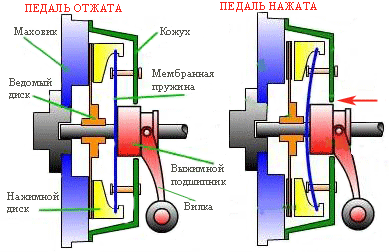 ПЕДАЛЬ ОТЖАТА
ПЕДАЛЬ НАЖАТА
Маховик
Кожух
Ведомый
диск
Мембранная
пружина
Выжимной
подшипник
Нажимной
диск
Вилка